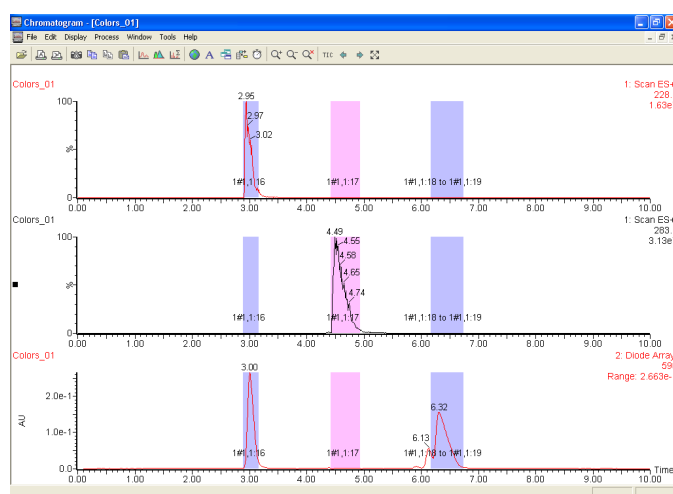 Chromatogram - [Colors_01]
File Edit Display Process Window Tools Help
A TIC
Colors_01
1: Scan ES+
228.
1.63e
2.95
100
2.97
3.02
%
1#1,1:16 1#1,1:17 1#1,1:18 to 1#1,1:19
0
0.00 1.00 2.00 3.00 4.00 5.00 6.00 7.00 8.00 9.00 10.00
Colors_01
1: Scan ES+
283.
3.13e
4.49
100
4.55
4.58
4.65
4.74
%
1#1,1:16 1#1,1:17 1#1,1:18 to 1#1,1:19
0
0.00 1.00 2.00 3.00 4.00 5.00 6.00 7.00 8.00 9.00 10.00
Colors_01
2: Diode Array
59
Range: 2.663e-
3.00
2.0e-1
6.32
AU
1.0e-1
6.13
1#1,1:16 1#1,1:17 1#1,1:18 to 1#1,1:19
0.0
Time
0.00 1.00 2.00 3.00 4.00 5.00 6.00 7.00 8.00 9.00 10.00